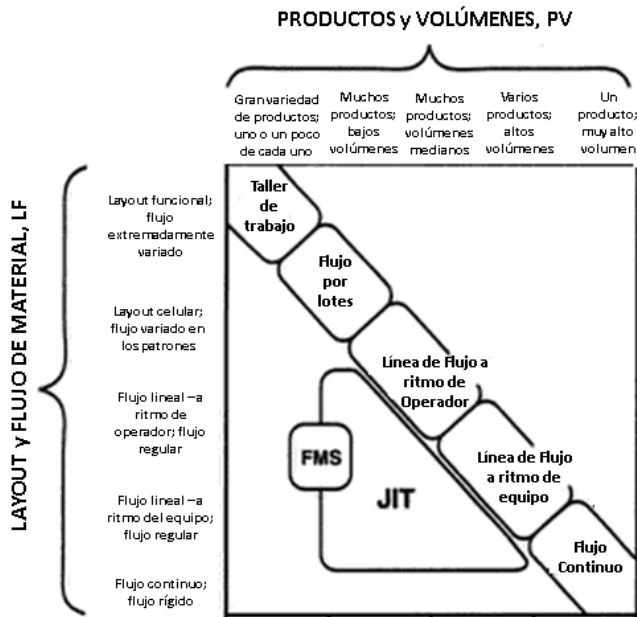 PRODUCTOS y VOLÚMENES, PV
Gran variedad
de productos;
uno o un poco
de cada uno
Muchos
productos;
bajos
volúmenes
Muchos
productos;
volúmenes
medianos
Varios
productos;
altos
volúmenes
Un
producto;
muy alto
volumen
LAYOUT y FLUJO DE MATERIAL, LF
Layout funcional;
flujo
extremadamente
variado
Layout celular;
flujo variado en
los patrones
Flujo lineal –a
ritmo de
operador; flujo
regular
Flujo lineal –a
ritmo del equipo;
flujo regular
Flujo continuo;
flujo rígido
Taller
de
trabajo
Flujo
por
lotes
Línea de Flujo a
ritmo de
Operador
Línea de Flujo
a ritmo de
equipo
Flujo
Continuo
FMS
JIT